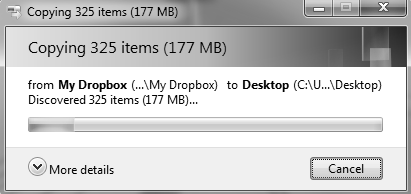 Copying 325 items (177 MB)
Copying 325 items (177 MB)
from My Dropbox (...\My Dropbox) to Desktop (C:\U...\Desktop)
Discovered 325 items (177 MB)...
More details
Cancel